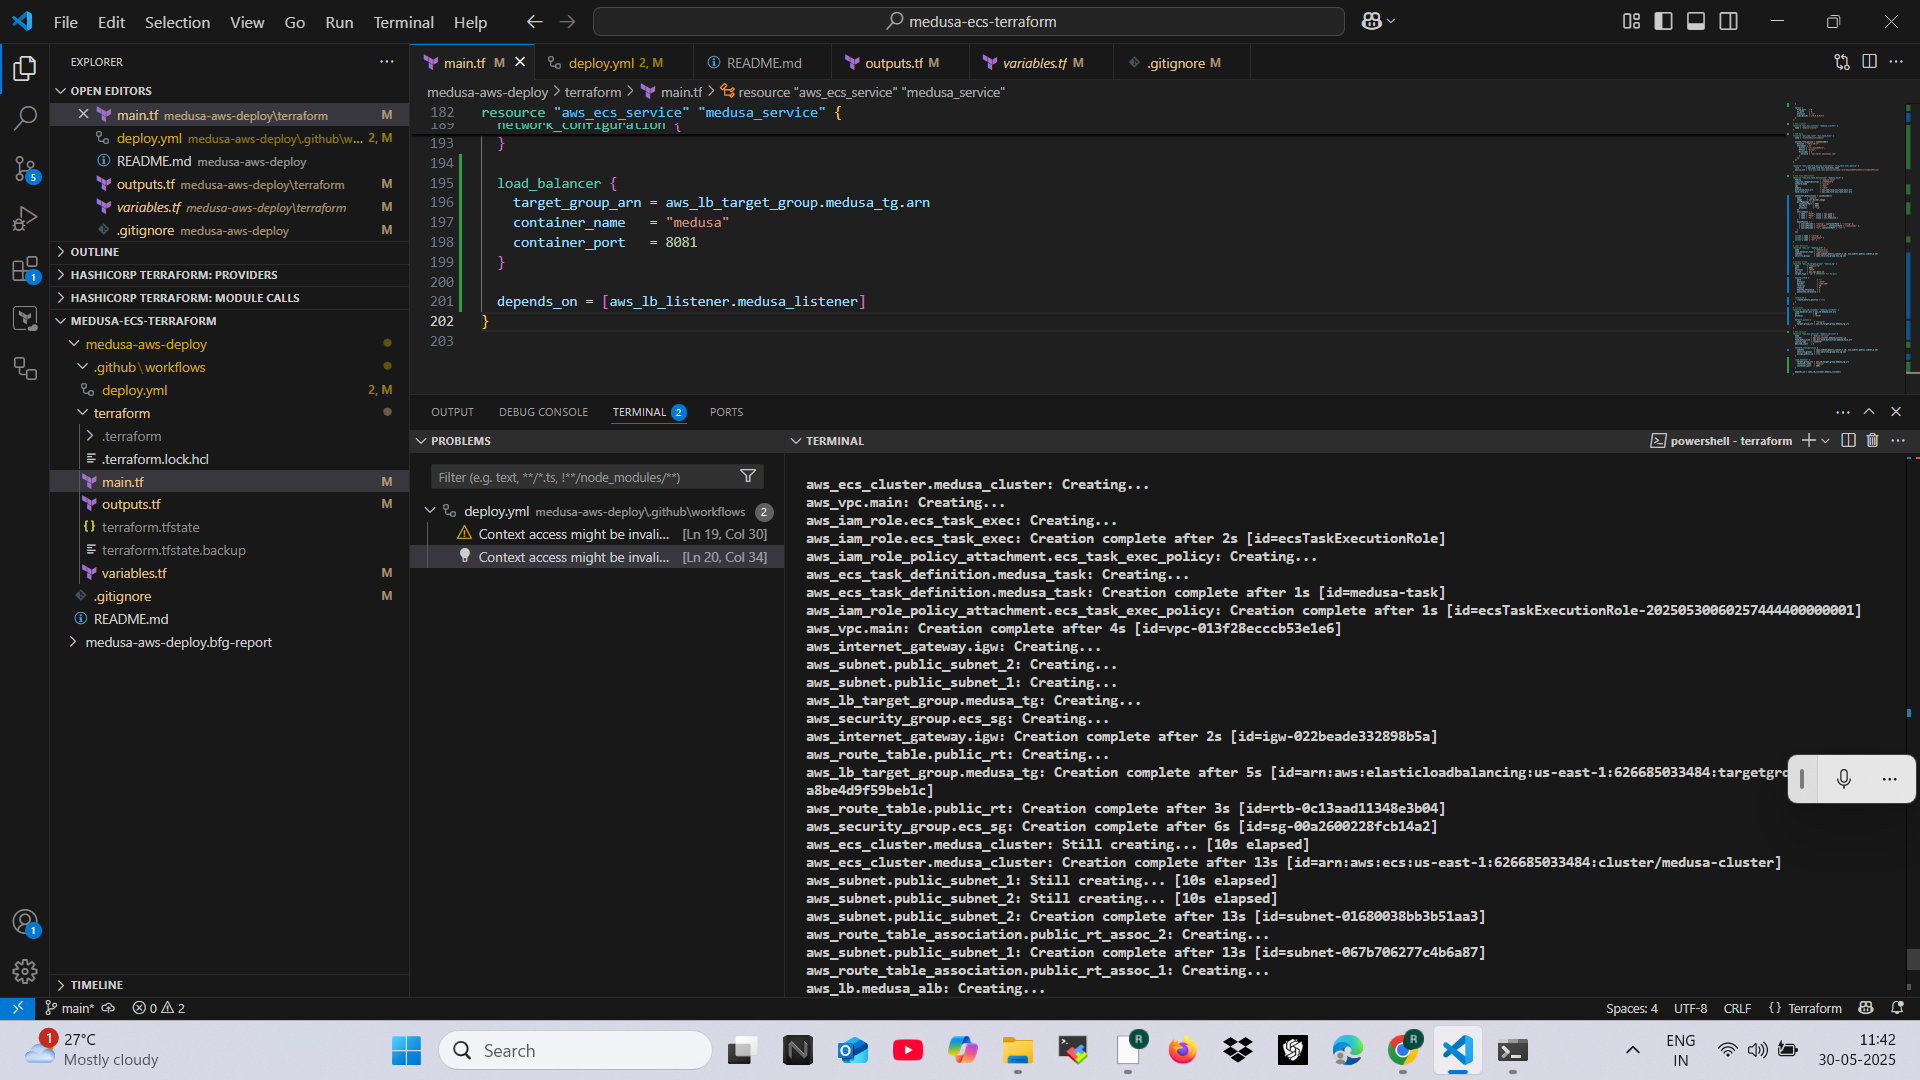 File Edit Selection View Go Run Terminal Help
medusa-ecs-terraform
EXPLORER
OPEN EDITORS
main.tf medusa-aws-deploy\terraform M
deploy.yml medusa-aws-deploy\.github\w... 2, M
README.md medusa-aws-deploy
outputs.tf medusa-aws-deploy\terraform M
variables.tf medusa-aws-deploy\terraform M
.gitignore medusa-aws-deploy M
OUTLINE
HASHICORP TERRAFORM: PROVIDERS
HASHICORP TERRAFORM: MODULE CALLS
MEDUSA-ECS-TERRAFORM
medusa-aws-deploy
.github\workflows
deploy.yml 2, M
terraform
.terraform
.terraform.lock.hcl
main.tf M
outputs.tf M
terraform.tfstate
terraform.tfstate.backup
variables.tf M
.gitignore M
README.md
medusa-aws-deploy.bfg-report
TIMELINE
5
1
1
main.tf M
deploy.yml 2, M
README.md
outputs.tf M
variables.tf M
.gitignore M
medusa-aws-deploy > terraform > main.tf > resource "aws_ecs_service" "medusa_service"
182 resource "aws_ecs_service" "medusa_service" {
189 network_configuration {
193 }
194
195 load_balancer {
196 target_group_arn = aws_lb_target_group.medusa_tg.arn
197 container_name = "medusa"
198 container_port = 8081
199 }
200
201 depends_on = [aws_lb_listener.medusa_listener]
202 }
203
OUTPUT DEBUG CONSOLE TERMINAL 2 PORTS
PROBLEMS
Filter (e.g. text, **/*.ts, !**/node_modules/**)
deploy.yml medusa-aws-deploy\.github\workflows 2
Context access might be invali... [Ln 19, Col 30]
Context access might be invali... [Ln 20, Col 34]
TERMINAL
powershell - terraform
aws_ecs_cluster.medusa_cluster: Creating...
aws_vpc.main: Creating...
aws_iam_role.ecs_task_exec: Creating...
aws_iam_role.ecs_task_exec: Creation complete after 2s [id=ecsTaskExecutionRole]
aws_iam_role_policy_attachment.ecs_task_exec_policy: Creating...
aws_ecs_task_definition.medusa_task: Creating...
aws_ecs_task_definition.medusa_task: Creation complete after 1s [id=medusa-task]
aws_iam_role_policy_attachment.ecs_task_exec_policy: Creation complete after 1s [id=ecsTaskExecutionRole-20250530060257444400000001]
aws_vpc.main: Creation complete after 4s [id=vpc-013f28ecccb53e1e6]
aws_internet_gateway.igw: Creating...
aws_subnet.public_subnet_2: Creating...
aws_subnet.public_subnet_1: Creating...
aws_lb_target_group.medusa_tg: Creating...
aws_security_group.ecs_sg: Creating...
aws_internet_gateway.igw: Creation complete after 2s [id=igw-022beade332898b5a]
aws_route_table.public_rt: Creating...
aws_lb_target_group.medusa_tg: Creation complete after 5s [id=arn:aws:elasticloadbalancing:us-east-1:626685033484:targetgro
a8be4d9f59beb1c]
aws_route_table.public_rt: Creation complete after 3s [id=rtb-0c13aad11348e3b04]
aws_security_group.ecs_sg: Creation complete after 6s [id=sg-00a2600228fcb14a2]
aws_ecs_cluster.medusa_cluster: Still creating... [10s elapsed]
aws_ecs_cluster.medusa_cluster: Creation complete after 13s [id=arn:aws:ecs:us-east-1:626685033484:cluster/medusa-cluster]
aws_subnet.public_subnet_1: Still creating... [10s elapsed]
aws_subnet.public_subnet_2: Still creating... [10s elapsed]
aws_subnet.public_subnet_2: Creation complete after 13s [id=subnet-01680038bb3b51aa3]
aws_route_table_association.public_rt_assoc_2: Creating...
aws_subnet.public_subnet_1: Creation complete after 13s [id=subnet-067b706277c4b6a87]
aws_route_table_association.public_rt_assoc_1: Creating...
aws_lb.medusa_alb: Creating...
main* 0 2
Spaces: 4 UTF-8 CRLF {} Terraform
1 27°C
Mostly cloudy
Search
R
R
ENG
IN
11:42
30-05-2025